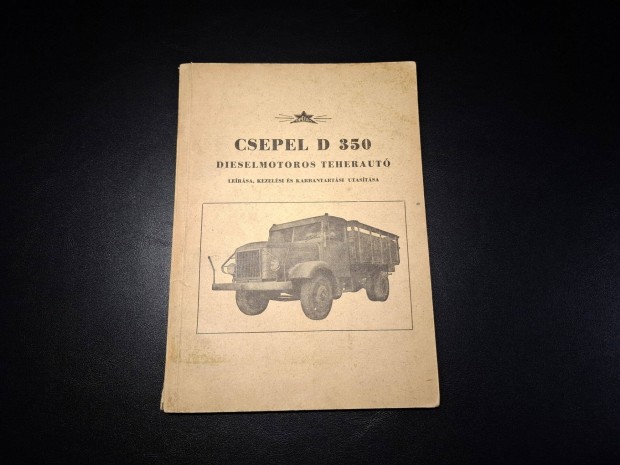 CSEPEL D 350
DIESELMOTOROS TEHERAUTÓ
LEÍRÁSA, KEZELÉSI ÉS KARBANTARTÁSI UTASÍTÁSA